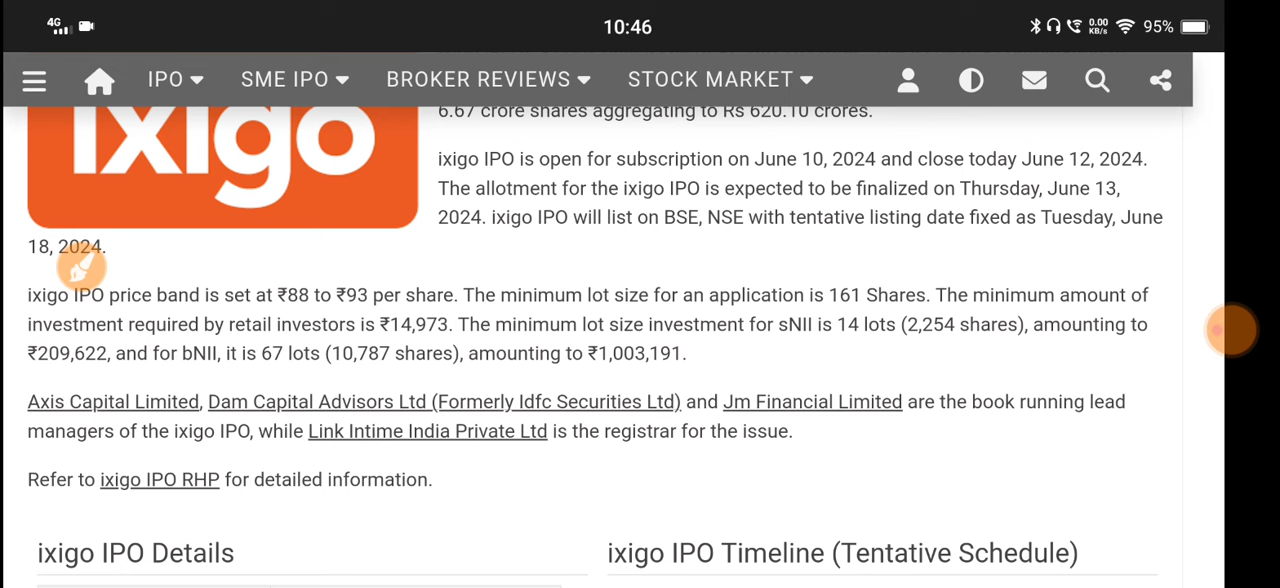 4G
10:46
0.00
KB/s
95%
IPO
SME IPO
BROKER REVIEWS
STOCK MARKET
ixigo
6.67 crore shares aggregating to Rs 620.10 crores.
ixigo IPO is open for subscription on June 10, 2024 and close today June 12, 2024.
The allotment for the ixigo IPO is expected to be finalized on Thursday, June 13,
2024. ixigo IPO will list on BSE, NSE with tentative listing date fixed as Tuesday, June
18, 2024.
ixigo IPO price band is set at ₹88 to ₹93 per share. The minimum lot size for an application is 161 Shares. The minimum amount of
investment required by retail investors is ₹14,973. The minimum lot size investment for sNII is 14 lots (2,254 shares), amounting to
₹209,622, and for bNII, it is 67 lots (10,787 shares), amounting to ₹1,003,191.
Axis Capital Limited, Dam Capital Advisors Ltd (Formerly Idfc Securities Ltd) and Jm Financial Limited are the book running lead
managers of the ixigo IPO, while Link Intime India Private Ltd is the registrar for the issue.
Refer to ixigo IPO RHP for detailed information.
ixigo IPO Details
ixigo IPO Timeline (Tentative Schedule)